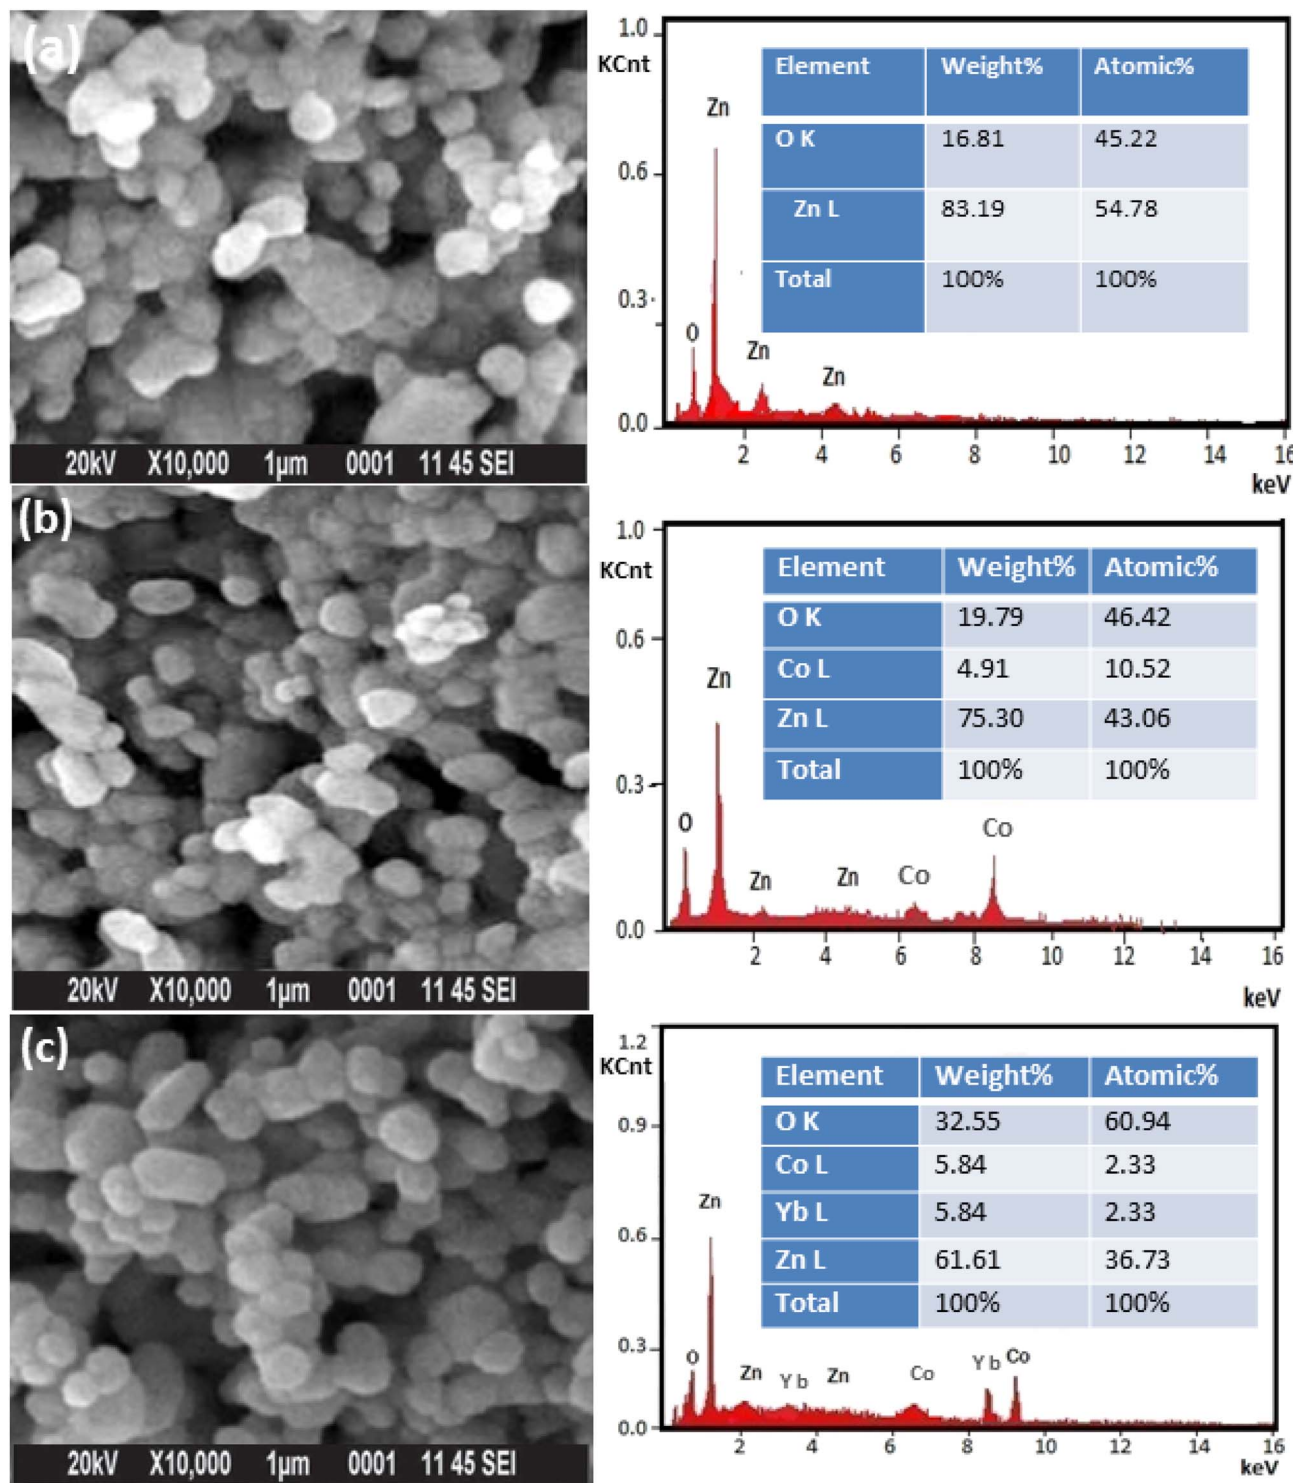 (a)
20kV X10,000 1µm 0001 11 45 SEI
1.0
KCnt
0.6
0.3
0.0
Element Weight% Atomic%
O K 16.81 45.22
Zn L 83.19 54.78
Total 100% 100%
Zn
O
Zn
Zn
2 4 6 8 10 12 14 16
keV
(b)
20kV X10,000 1µm 0001 11 45 SEI
1.0
KCnt
0.6
0.3
0.0
Element Weight% Atomic%
O K 19.79 46.42
Co L 4.91 10.52
Zn L 75.30 43.06
Total 100% 100%
Zn
O
Zn
Zn
Co
Co
2 4 6 8 10 12 14 16
keV
(c)
20kV X10,000 1µm 0001 11 45 SEI
1.2
KCnt
0.9
0.6
0.3
0.0
Element Weight% Atomic%
O K 32.55 60.94
Co L 5.84 2.33
Yb L 5.84 2.33
Zn L 61.61 36.73
Total 100% 100%
Zn
O
Zn
Yb
Zn
Co
Yb
Co
2 4 6 8 10 12 14 16
keV